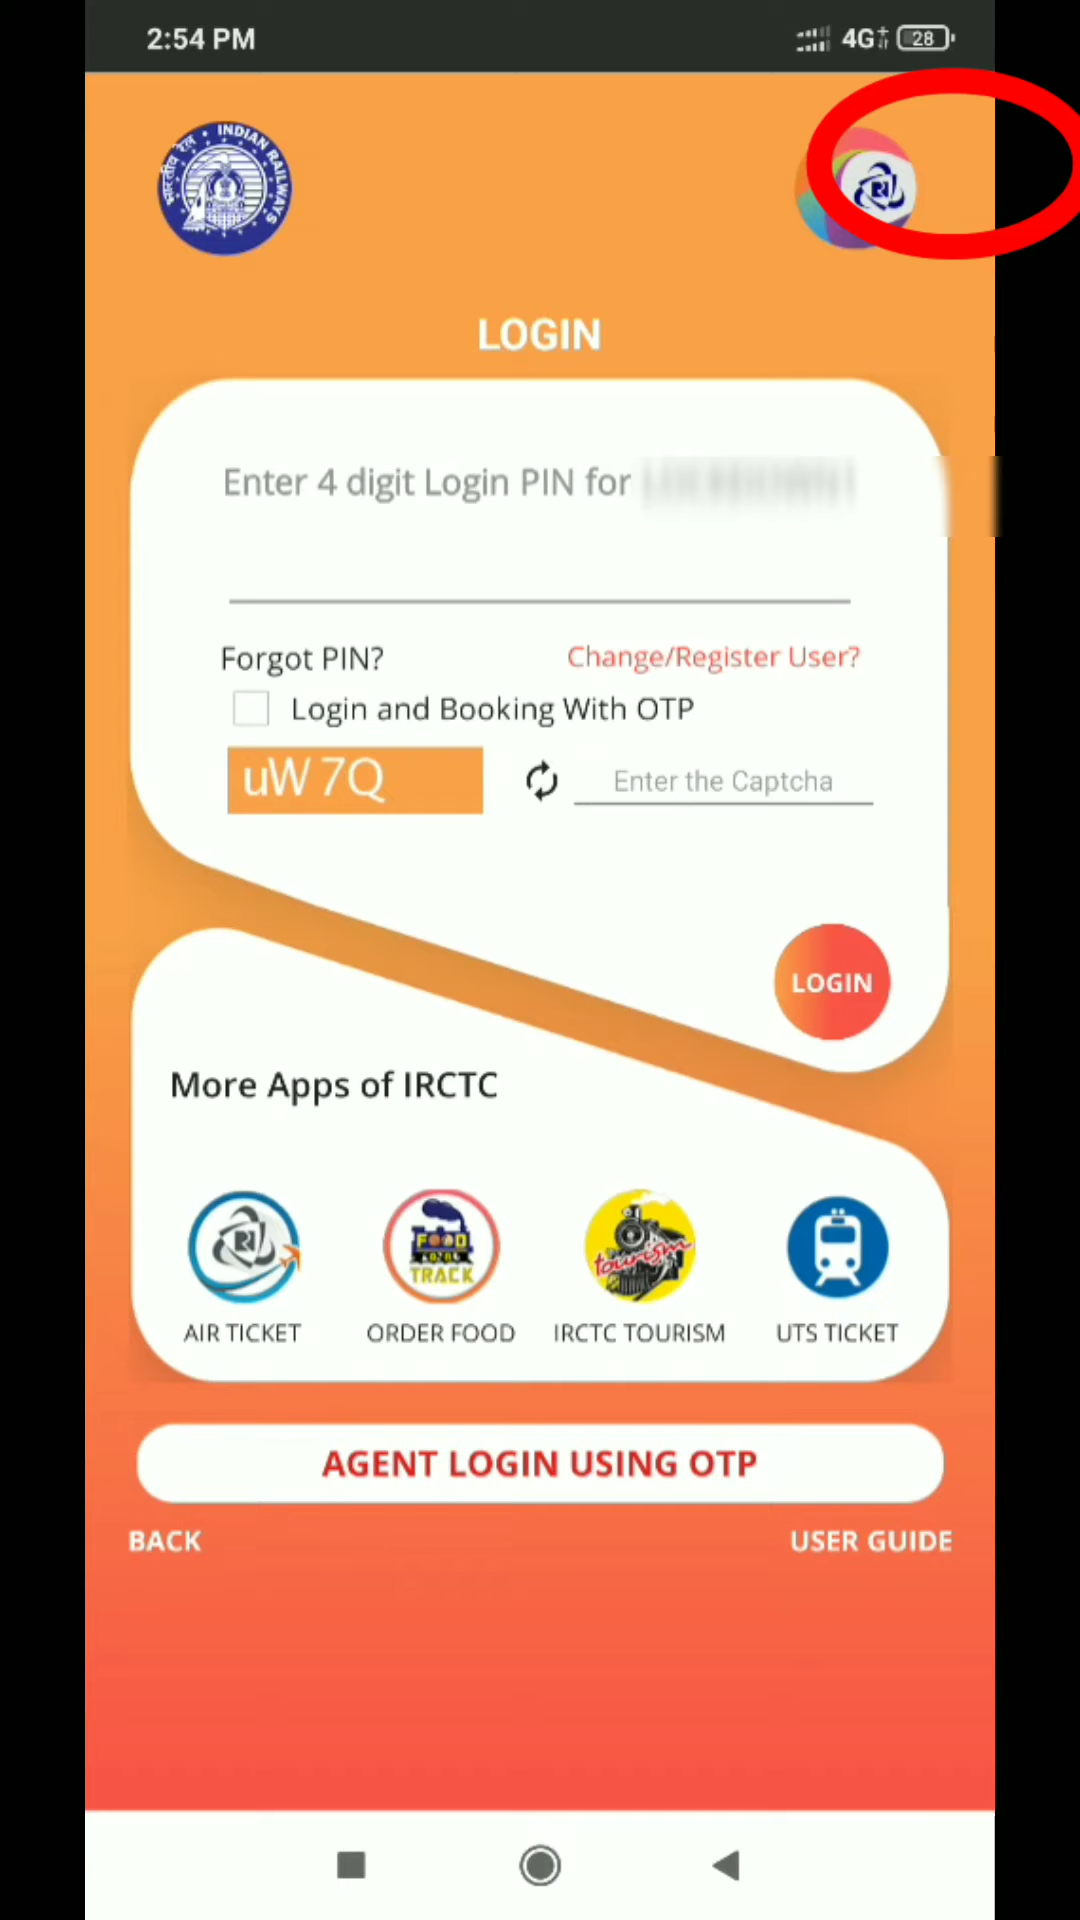 2:54 PM 4G+ 28
भारतीय रेल • INDIAN RAILWAYS
LOGIN
Enter 4 digit Login PIN for
Forgot PIN? Change/Register User?
Login and Booking With OTP
uW 7Q Enter the Captcha
LOGIN
More Apps of IRCTC
FOOD
TRACK
tourism
AIR TICKET ORDER FOOD IRCTC TOURISM UTS TICKET
AGENT LOGIN USING OTP
BACK USER GUIDE